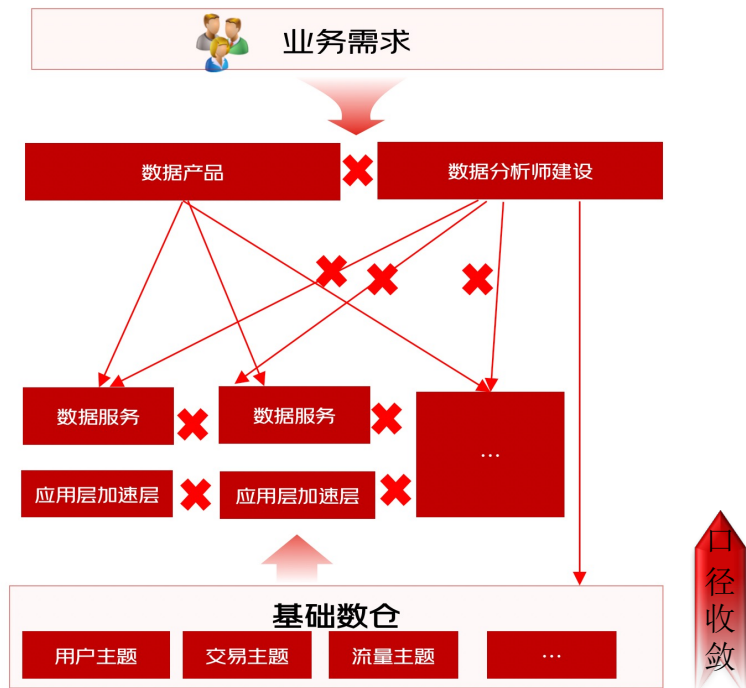 业务需求
数据产品
数据分析师建设
数据服务
数据服务
…
应用层加速层
应用层加速层
基础数仓
用户主题
交易主题
流量主题
…
口径收敛